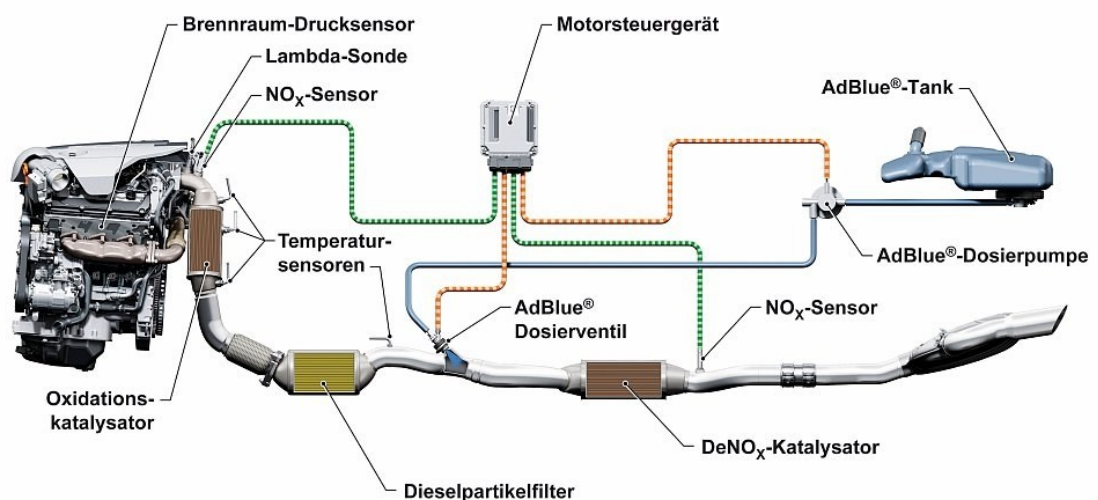 Brennraum-Drucksensor
Motorsteuergerät
Lambda-Sonde
NOX-Sensor
AdBlue®-Tank
Temperatur-
sensoren
AdBlue®-Dosierpumpe
AdBlue®
Dosierventil
NOX-Sensor
Oxidations-
katalysator
DeNOX-Katalysator
Dieselpartikelfilter